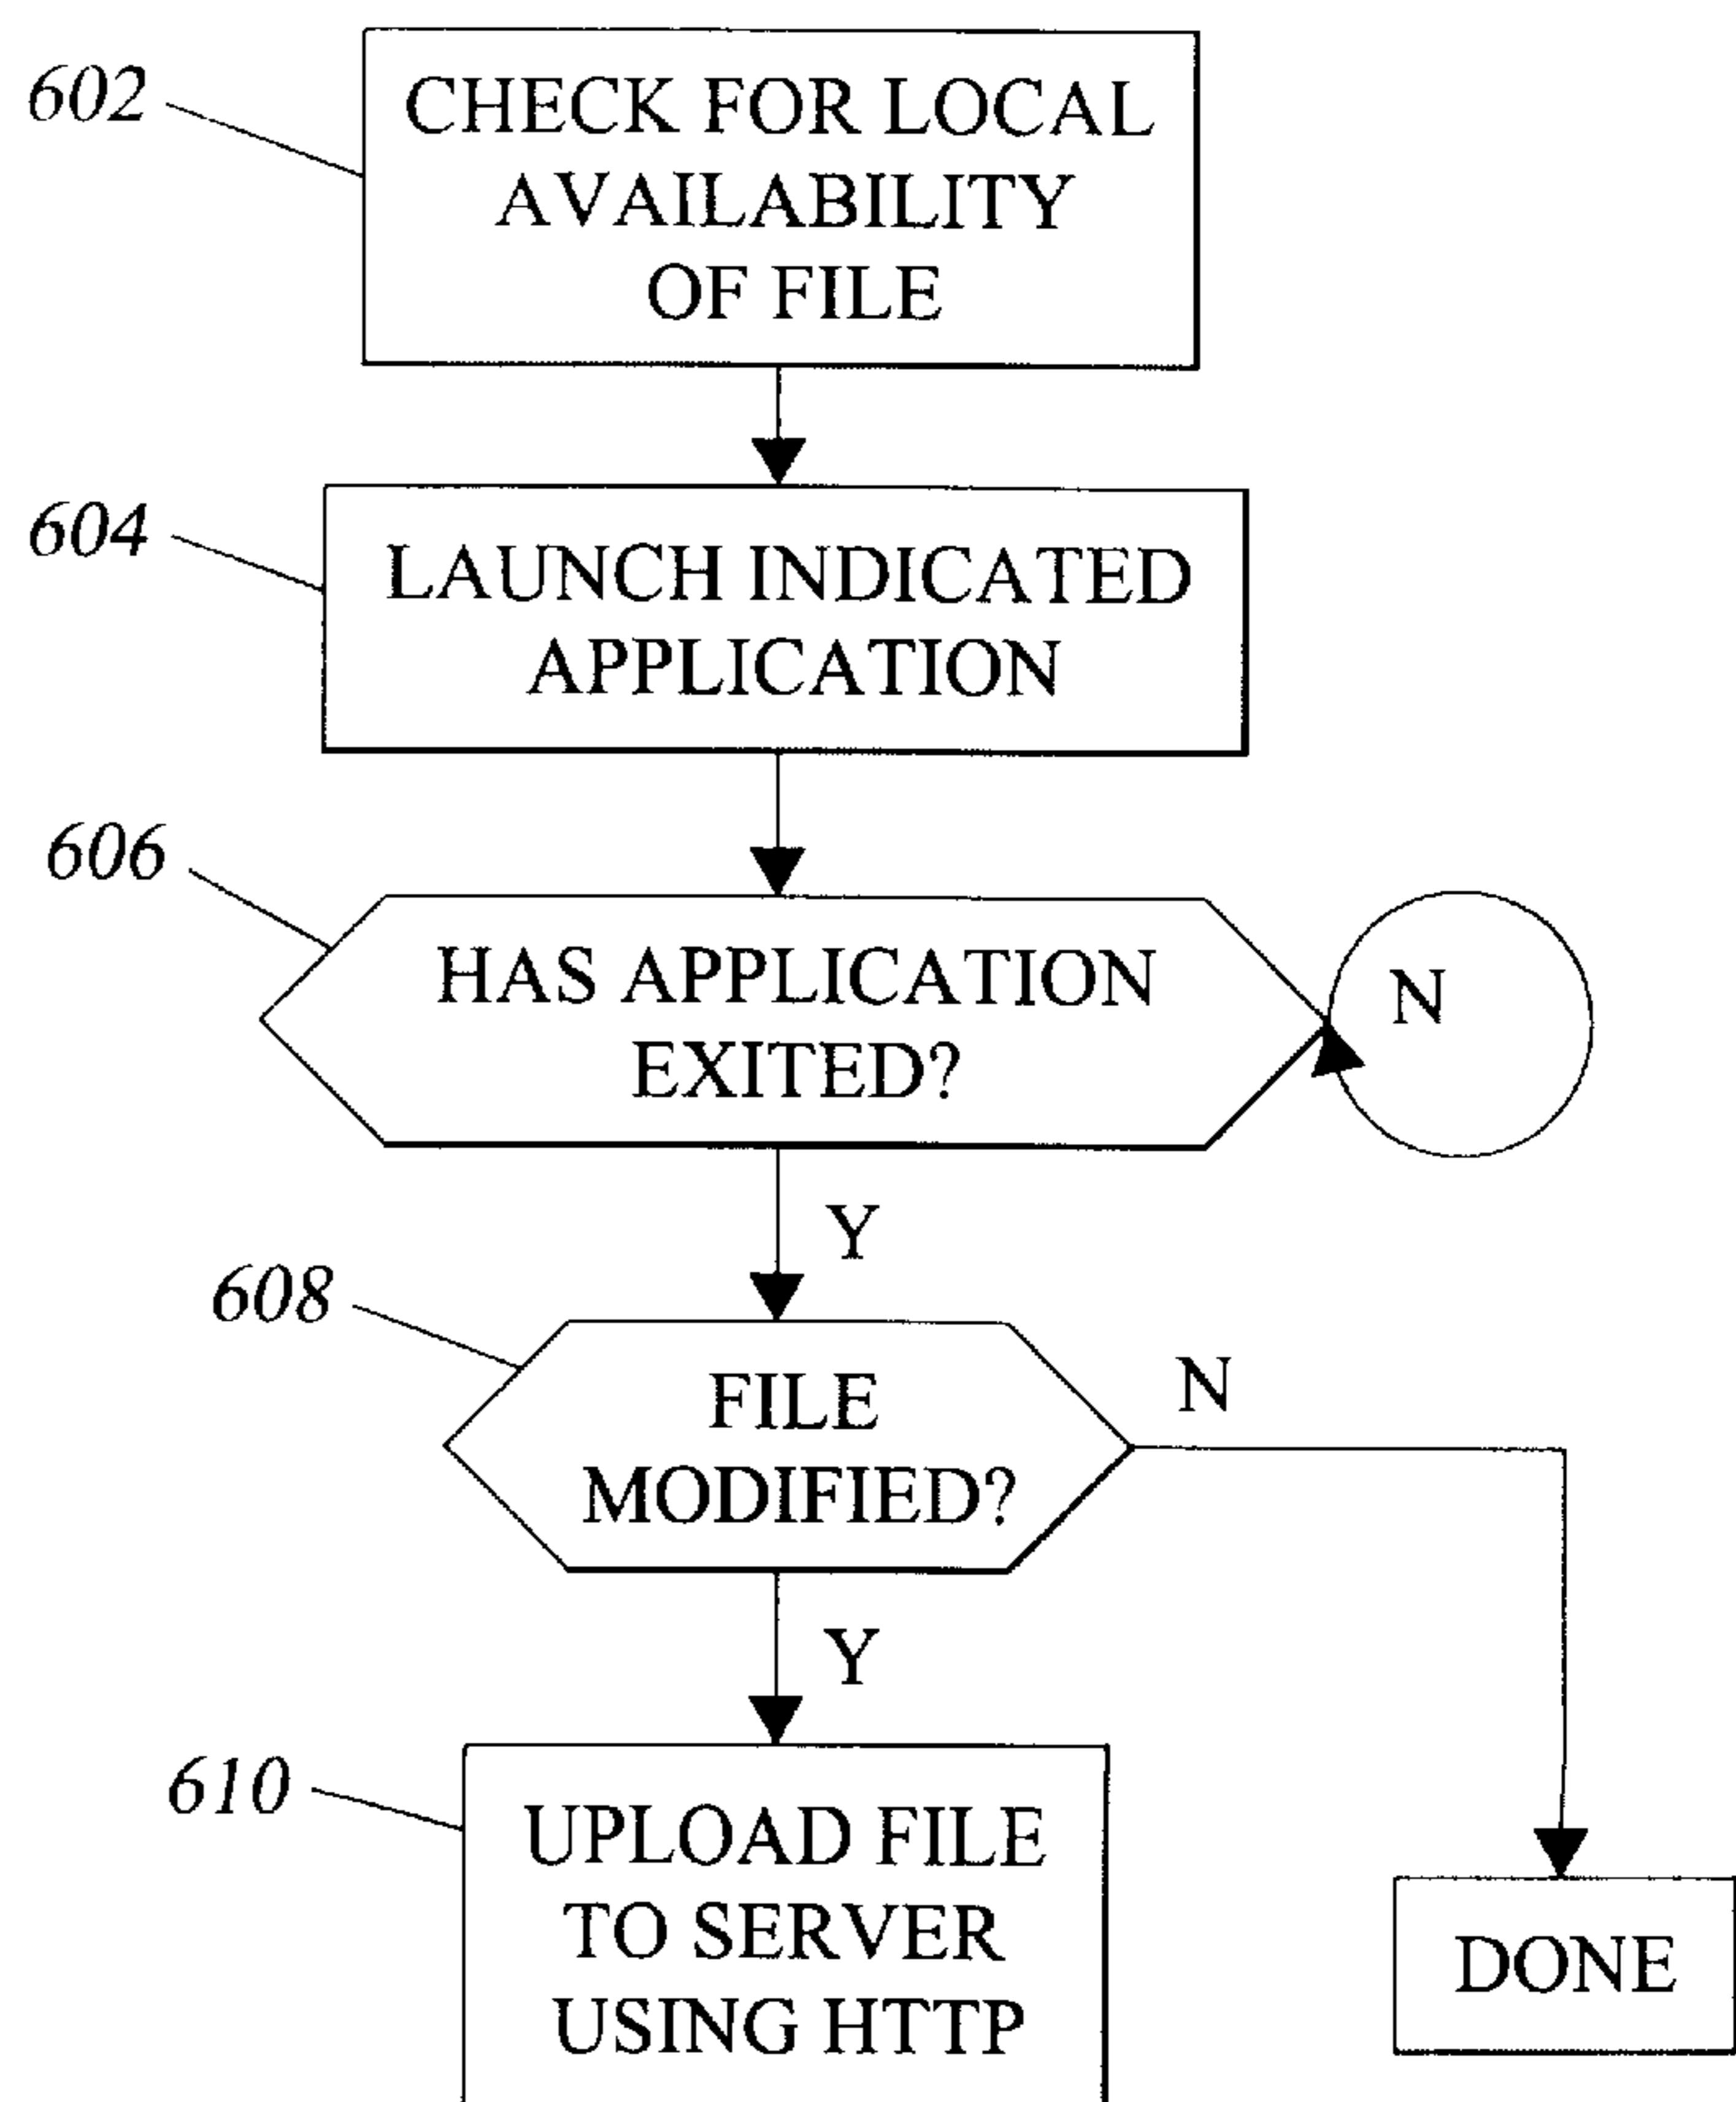 602
CHECK FOR LOCAL
AVAILABILITY
OF FILE
604
LAUNCH INDICATED
APPLICATION
606
HAS APPLICATION
EXITED?
N
Y
608
FILE
MODIFIED?
N
Y
610
UPLOAD FILE
TO SERVER
USING HTTP
DONE